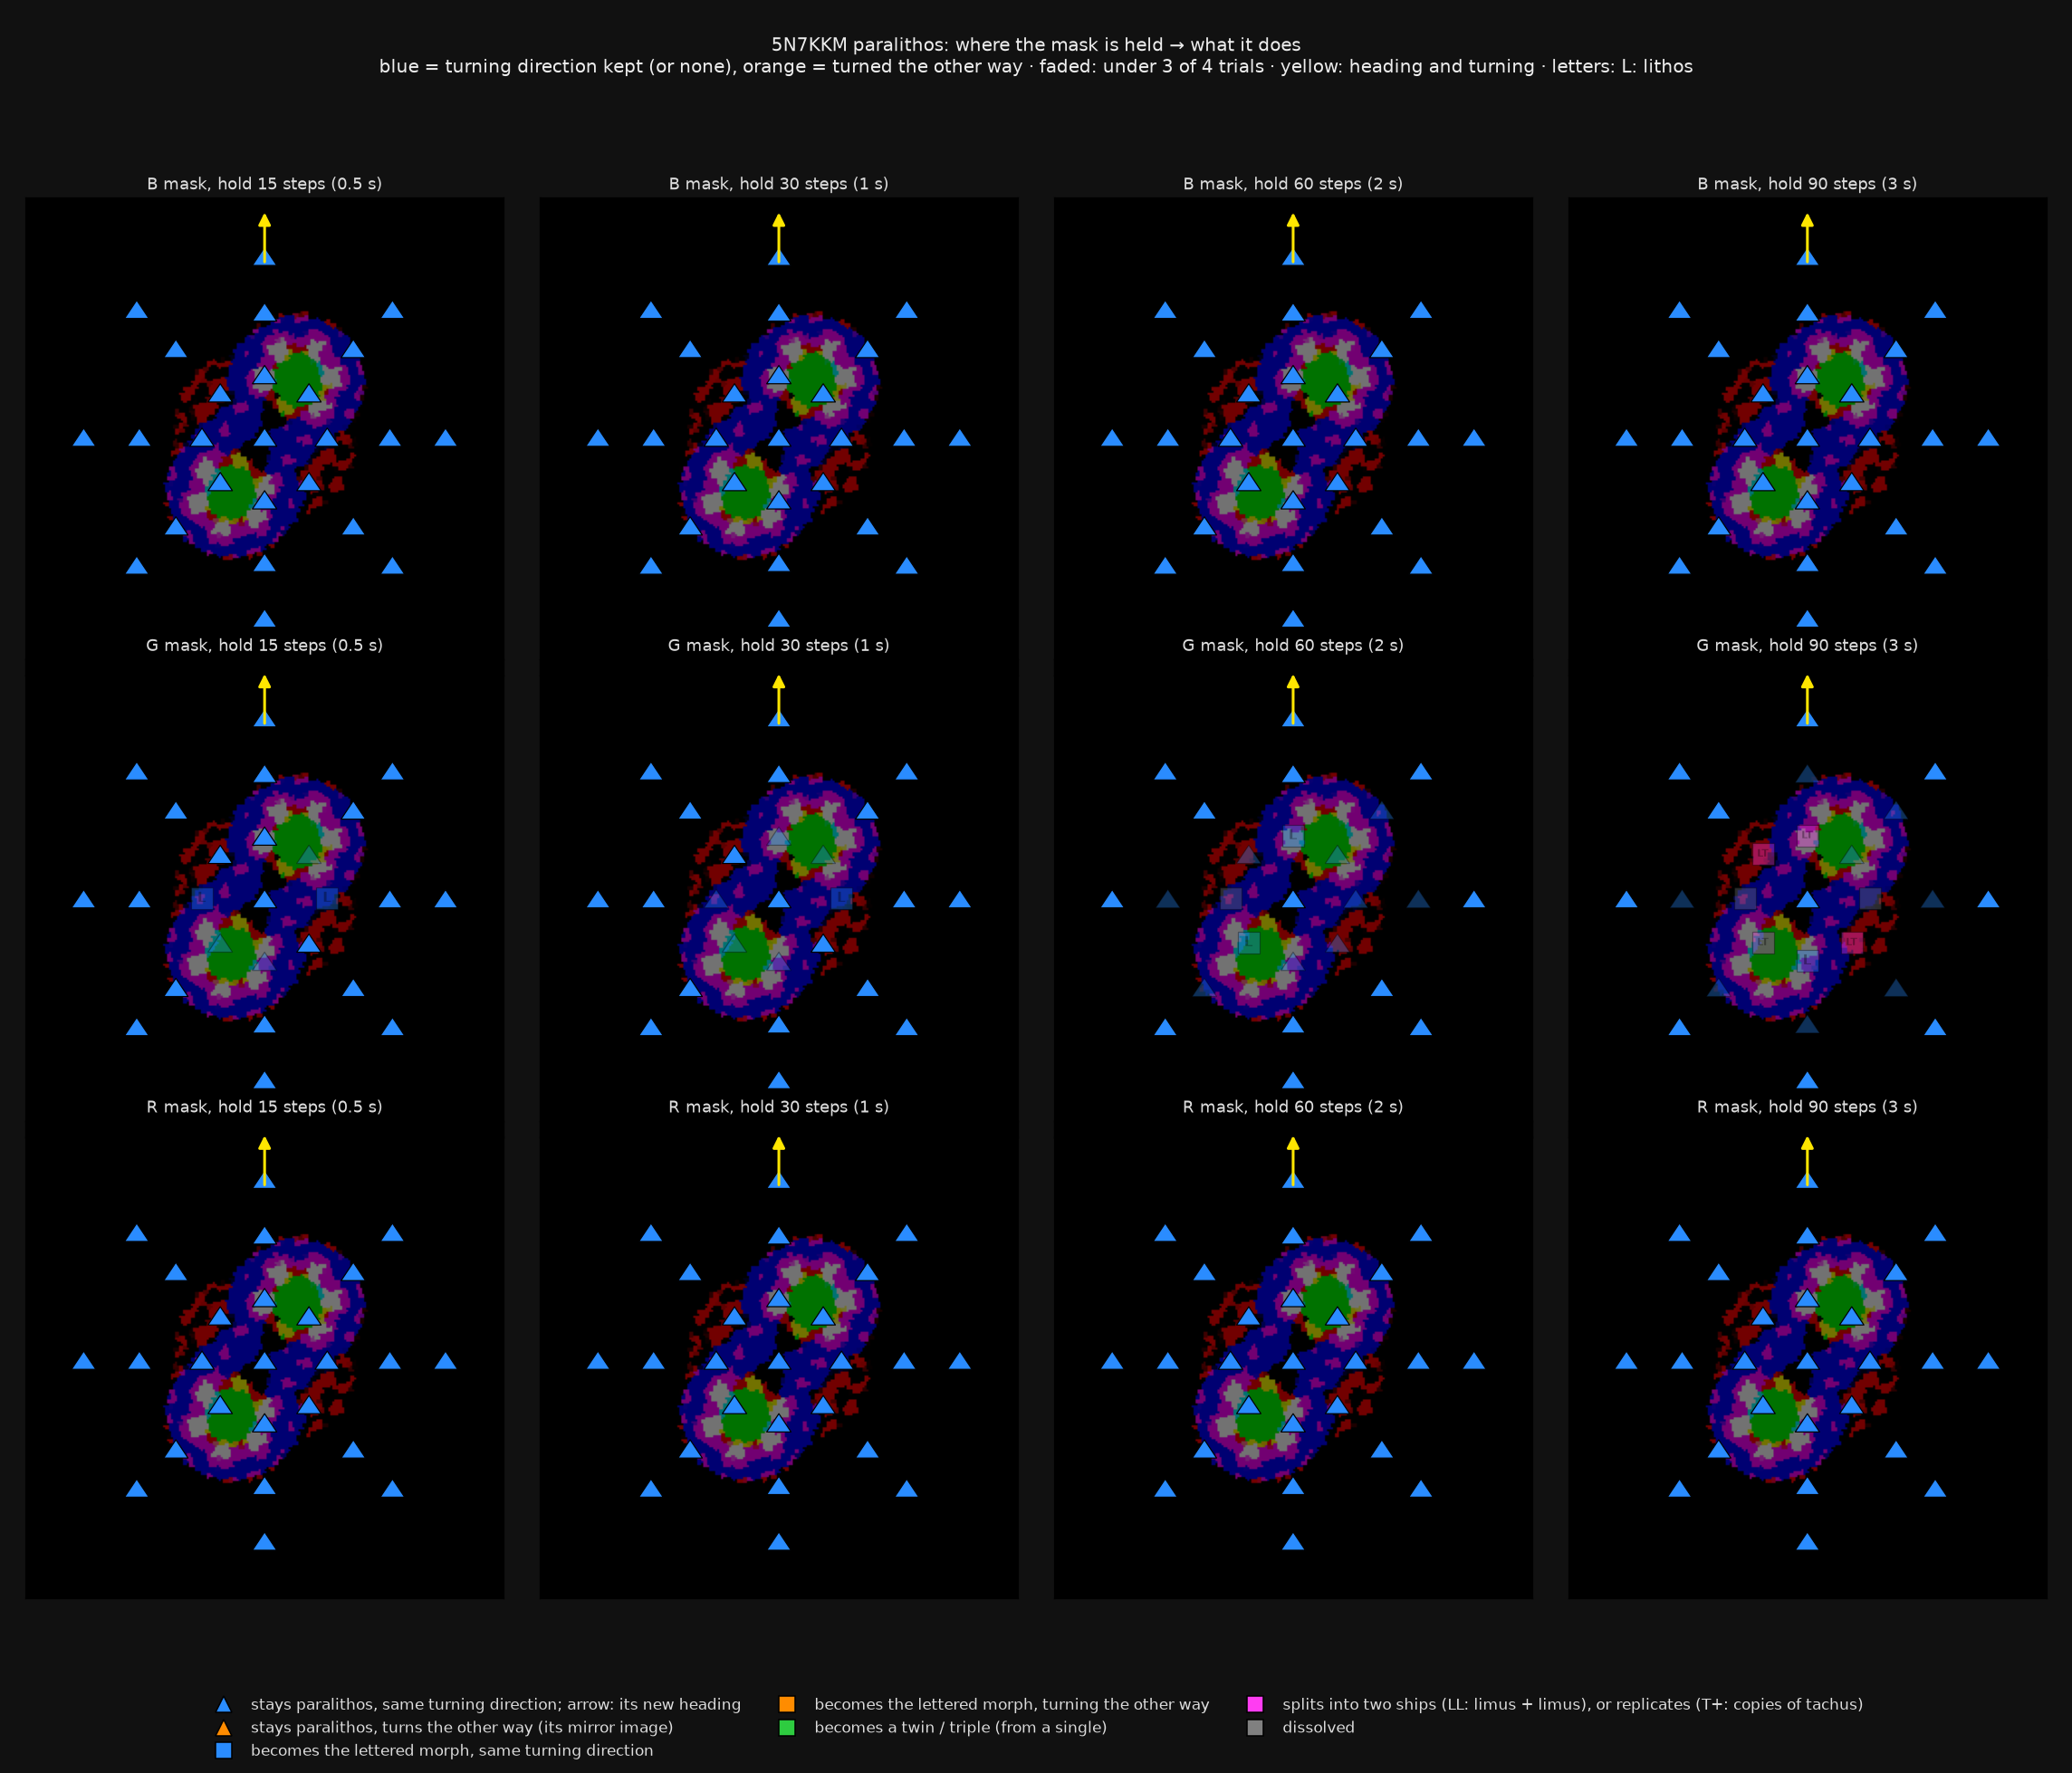 5N7KKM paralithos: where the mask is held → what it does
blue = turning direction kept (or none), orange = turned the other way · faded: under 3 of 4 trials · yellow: heading and turning · letters: L: lithos
B mask, hold 15 steps (0.5 s)
B mask, hold 30 steps (1 s)
B mask, hold 60 steps (2 s)
B mask, hold 90 steps (3 s)
G mask, hold 15 steps (0.5 s)
G mask, hold 30 steps (1 s)
G mask, hold 60 steps (2 s)
G mask, hold 90 steps (3 s)
L
L
L
L
L
LT
LT
LT
LT
L
R mask, hold 15 steps (0.5 s)
R mask, hold 30 steps (1 s)
R mask, hold 60 steps (2 s)
R mask, hold 90 steps (3 s)
stays paralithos, same turning direction; arrow: its new heading
stays paralithos, turns the other way (its mirror image)
becomes the lettered morph, same turning direction
becomes the lettered morph, turning the other way
becomes a twin / triple (from a single)
splits into two ships (LL: limus + limus), or replicates (T+: copies of tachus)
dissolved